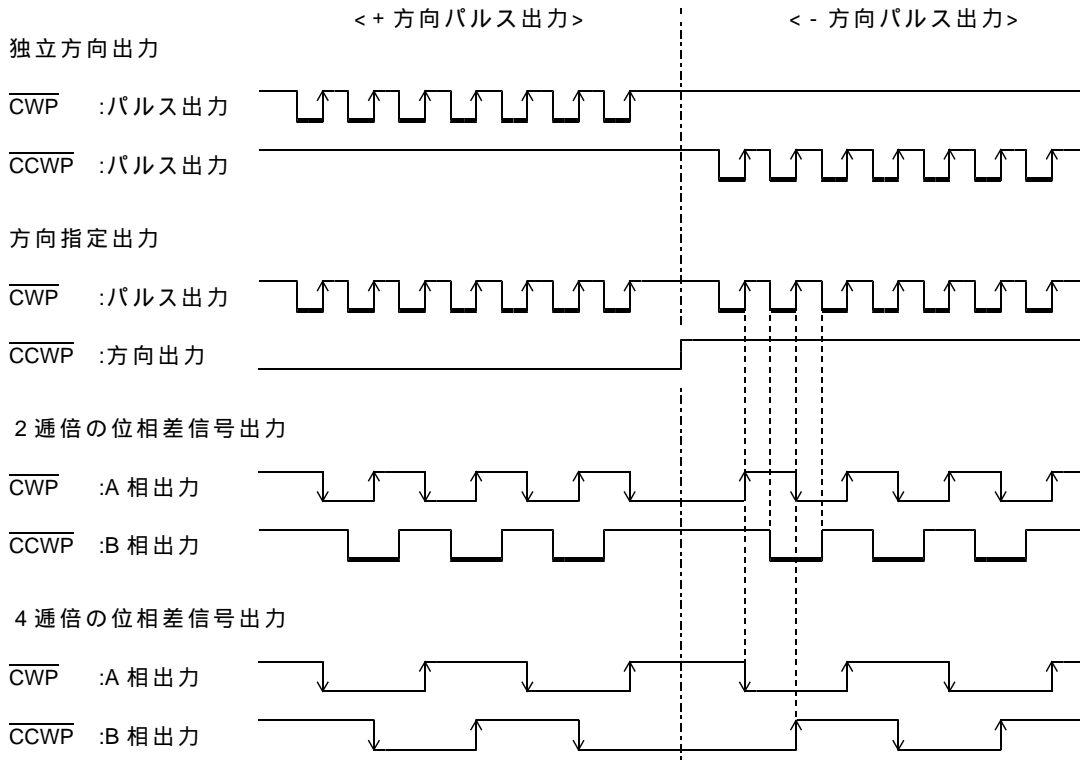 <+方向パルス出力> <- 方向パルス出力>
独立方向出力
CWP :パルス出力
CCWP :パルス出力
方向指定出力
CWP :パルス出力
CCWP :方向出力
2逓倍の位相差信号出力
CWP :A相出力
CCWP :B相出力
4逓倍の位相差信号出力
CWP :A相出力
CCWP :B相出力